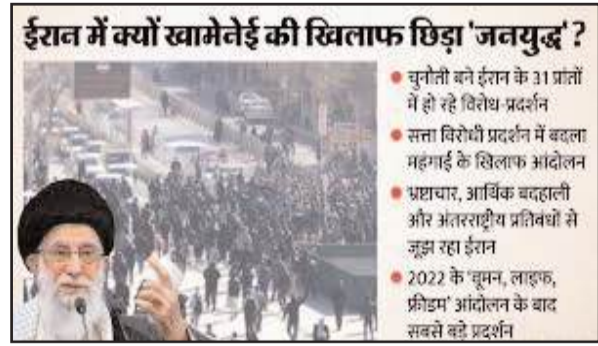 ईरान में क्यों खामेनेई की खिलाफ छिड़ा 'जनयुद्ध' ?
चुनौती बने ईरान के 31 प्रांतों
में हो रहे विरोध-प्रदर्शन
सत्ता विरोधी प्रदर्शन में बदला
महंगाई के खिलाफ आंदोलन
भ्रष्टाचार, आर्थिक बदहाली
और अंतरराष्ट्रीय प्रतिबंधों से
जूझ रहा ईरान
2022 के 'वूमन, लाइफ,
फ्रीडम' आंदोलन के बाद
सबसे बड़े प्रदर्शन